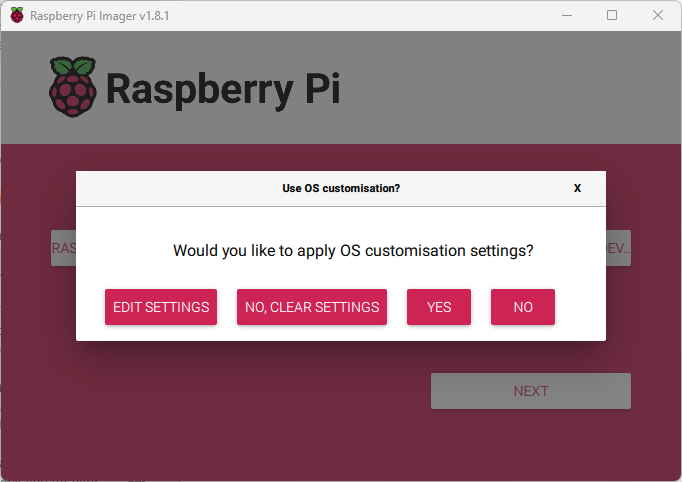 Raspberry Pi Imager v1.8.1
Raspberry Pi
Use OS customisation?
X
Would you like to apply OS customisation settings?
RAS
DEV...
EDIT SETTINGS
NO, CLEAR SETTINGS
YES
NO
NEXT